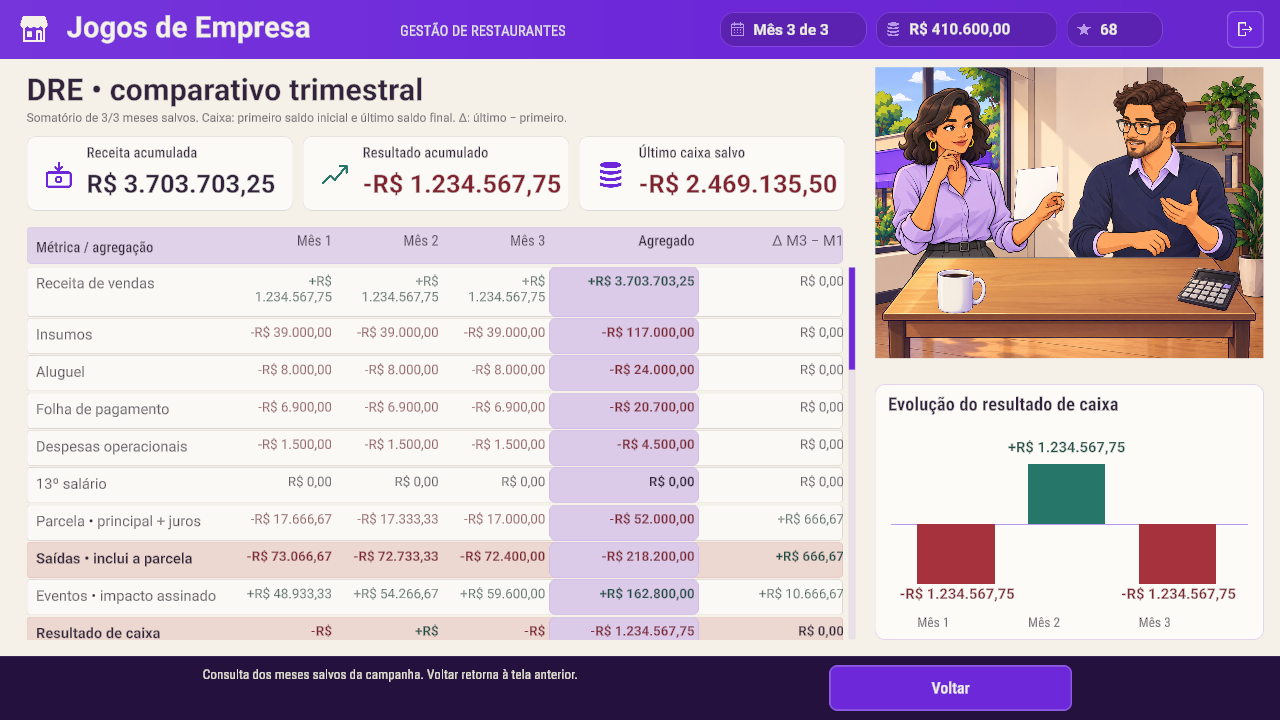 Jogos de Empresa
GESTÃO DE RESTAURANTES
Mês 3 de 3
R$ 410.600,00
68
DRE • comparativo trimestral
Somatório de 3/3 meses salvos. Caixa: primeiro saldo inicial e último saldo final. Δ: último − primeiro.
Receita acumulada
R$ 3.703.703,25
Resultado acumulado
-R$ 1.234.567,75
Último caixa salvo
-R$ 2.469.135,50
Métrica / agregação Mês 1 Mês 2 Mês 3 Agregado Δ M3 − M1
Receita de vendas +R$ 1.234.567,75 +R$ 1.234.567,75 +R$ 1.234.567,75 +R$ 3.703.703,25 R$ 0,00
Insumos -R$ 39.000,00 -R$ 39.000,00 -R$ 39.000,00 -R$ 117.000,00 R$ 0,00
Aluguel -R$ 8.000,00 -R$ 8.000,00 -R$ 8.000,00 -R$ 24.000,00 R$ 0,00
Folha de pagamento -R$ 6.900,00 -R$ 6.900,00 -R$ 6.900,00 -R$ 20.700,00 R$ 0,00
Despesas operacionais -R$ 1.500,00 -R$ 1.500,00 -R$ 1.500,00 -R$ 4.500,00 R$ 0,00
13º salário R$ 0,00 R$ 0,00 R$ 0,00 R$ 0,00 R$ 0,00
Parcela • principal + juros -R$ 17.666,67 -R$ 17.333,33 -R$ 17.000,00 -R$ 52.000,00 +R$ 666,67
Saídas • inclui a parcela -R$ 73.066,67 -R$ 72.733,33 -R$ 72.400,00 -R$ 218.200,00 +R$ 666,67
Eventos • impacto assinado +R$ 48.933,33 +R$ 54.266,67 +R$ 59.600,00 +R$ 162.800,00 +R$ 10.666,67
Resultado de caixa -R$ +R$ -R$ -R$ 1.234.567,75 R$ 0,00
Evolução do resultado de caixa
+R$ 1.234.567,75
-R$ 1.234.567,75 -R$ 1.234.567,75
Mês 1 Mês 2 Mês 3
Consulta dos meses salvos da campanha. Voltar retorna à tela anterior.
Voltar